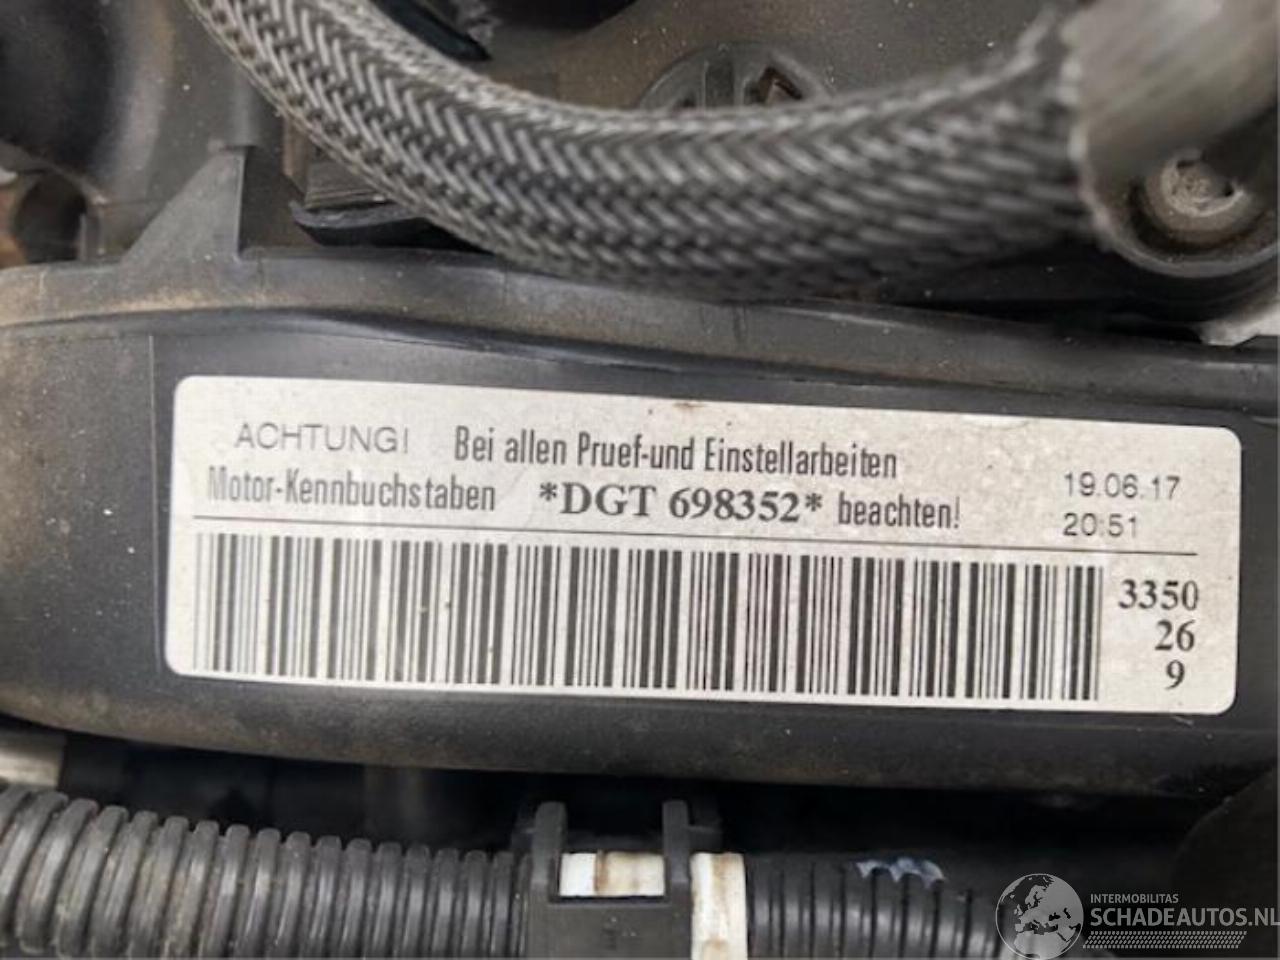 ACHTUNG! Bei allen Pruef-und Einstellarbeiten
Motor-Kennbuchstaben *DGT 698352* beachten!
19.06.17
20:51
3350
26
9
INTERMOBILITAS
SCHADEAUTOS.NL